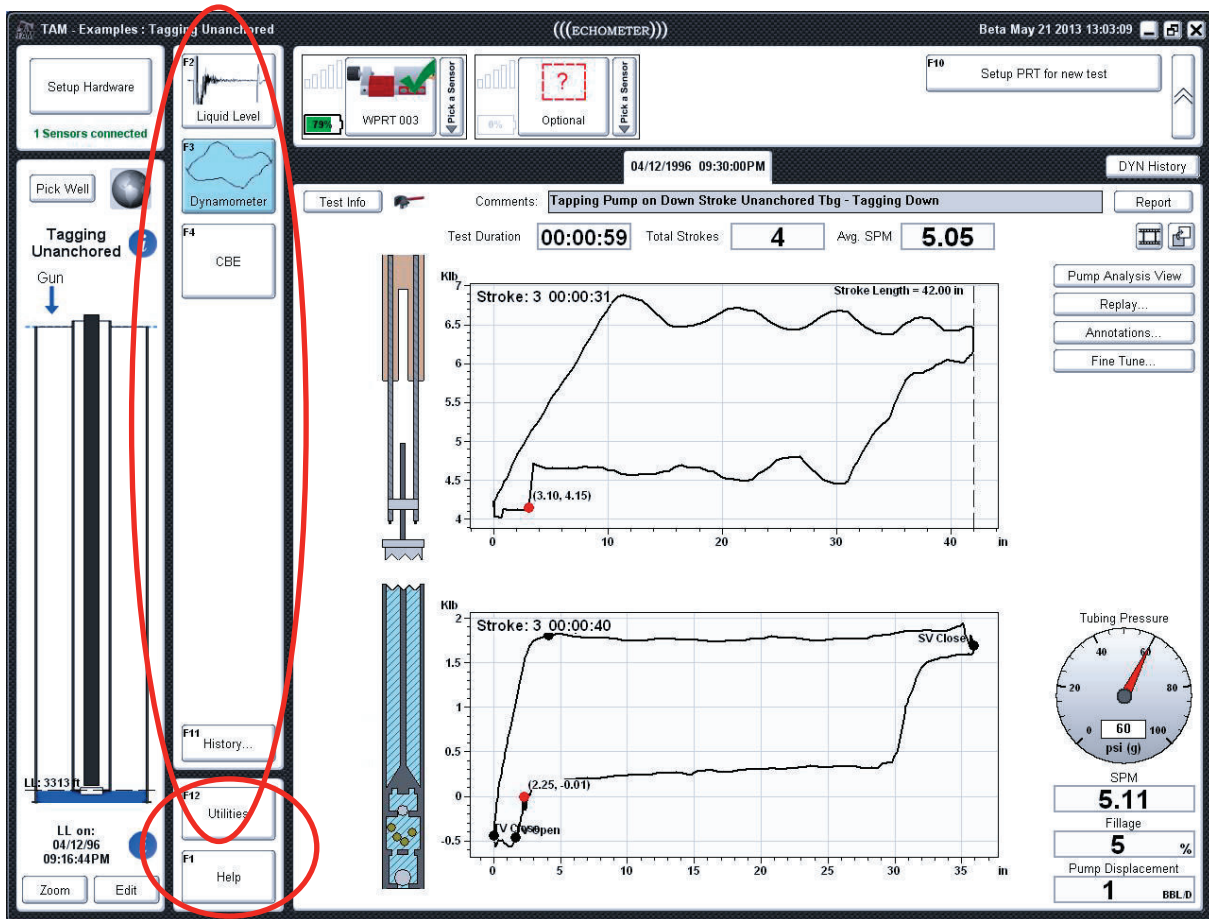 TAM - Examples : Tagging Unanchored
(((ECHOMETER)))
Beta May 21 2013 13:03:09
Setup Hardware
1 Sensors connected
F2
Liquid Level
F3
Dynamometer
F4
CBE
F11
History...
F12
Utilities
F1
Help
79%
WPRT 003
Pick a Sensor
?
0%
Optional
Pick a Sensor
F10
Setup PRT for new test
Pick Well
Tagging
Unanchored
i
Gun
LL: 3313 ft
LL on:
04/12/96
09:16:44PM
Zoom
Edit
04/12/1996 09:30:00PM
DYN History
Test Info
Comments:
Tapping Pump on Down Stroke Unanchored Tbg - Tagging Down
Report
Test Duration
00:00:59
Total Strokes
4
Avg. SPM
5.05
Pump Analysis View
Replay...
Annotations...
Fine Tune...
Klb
Stroke: 3 00:00:31
Stroke Length = 42.00 in
7
6.5
6
5.5
5
4.5
4
(3.10, 4.15)
0
10
20
30
40
in
Klb
Stroke: 3 00:00:40
2
1.5
1
0.5
0
-0.5
SV Close
(2.25, -0.01)
0
5
10
15
20
25
30
35
in
Tubing Pressure
0
20
40
60
80
100
60
psi (g)
SPM
5.11
Fillage
5
%
Pump Displacement
1
BBL/D